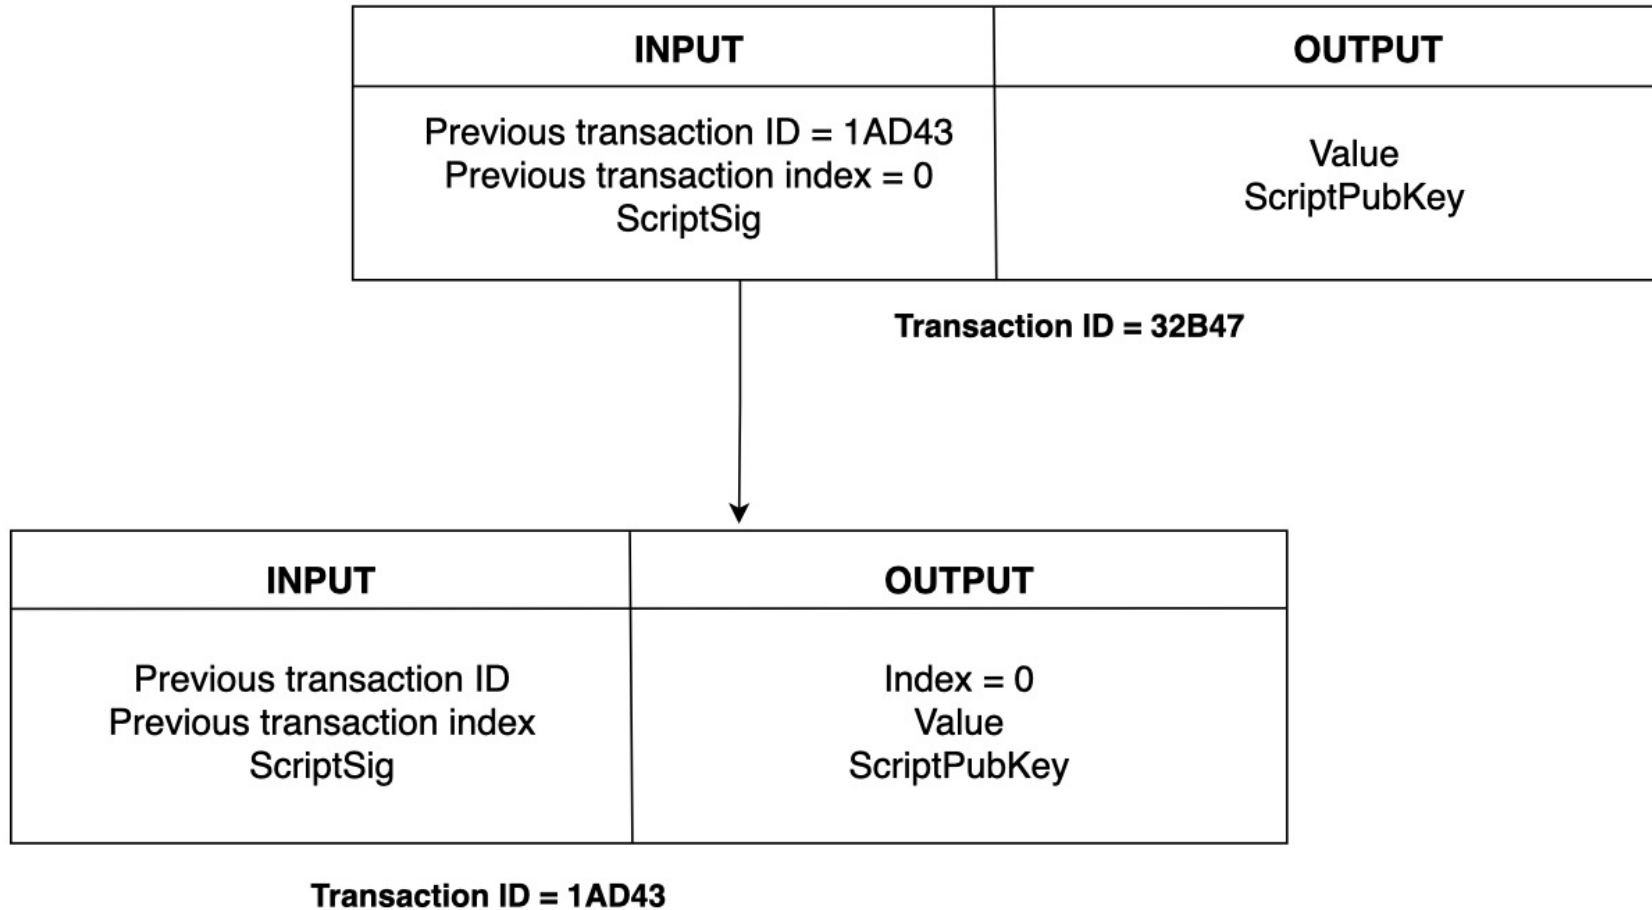 INPUT
OUTPUT
Previous transaction ID = 1AD43
Previous transaction index = 0
ScriptSig
Value
ScriptPubKey
Transaction ID = 32B47
INPUT
OUTPUT
Previous transaction ID
Previous transaction index
ScriptSig
Index = 0
Value
ScriptPubKey
Transaction ID = 1AD43